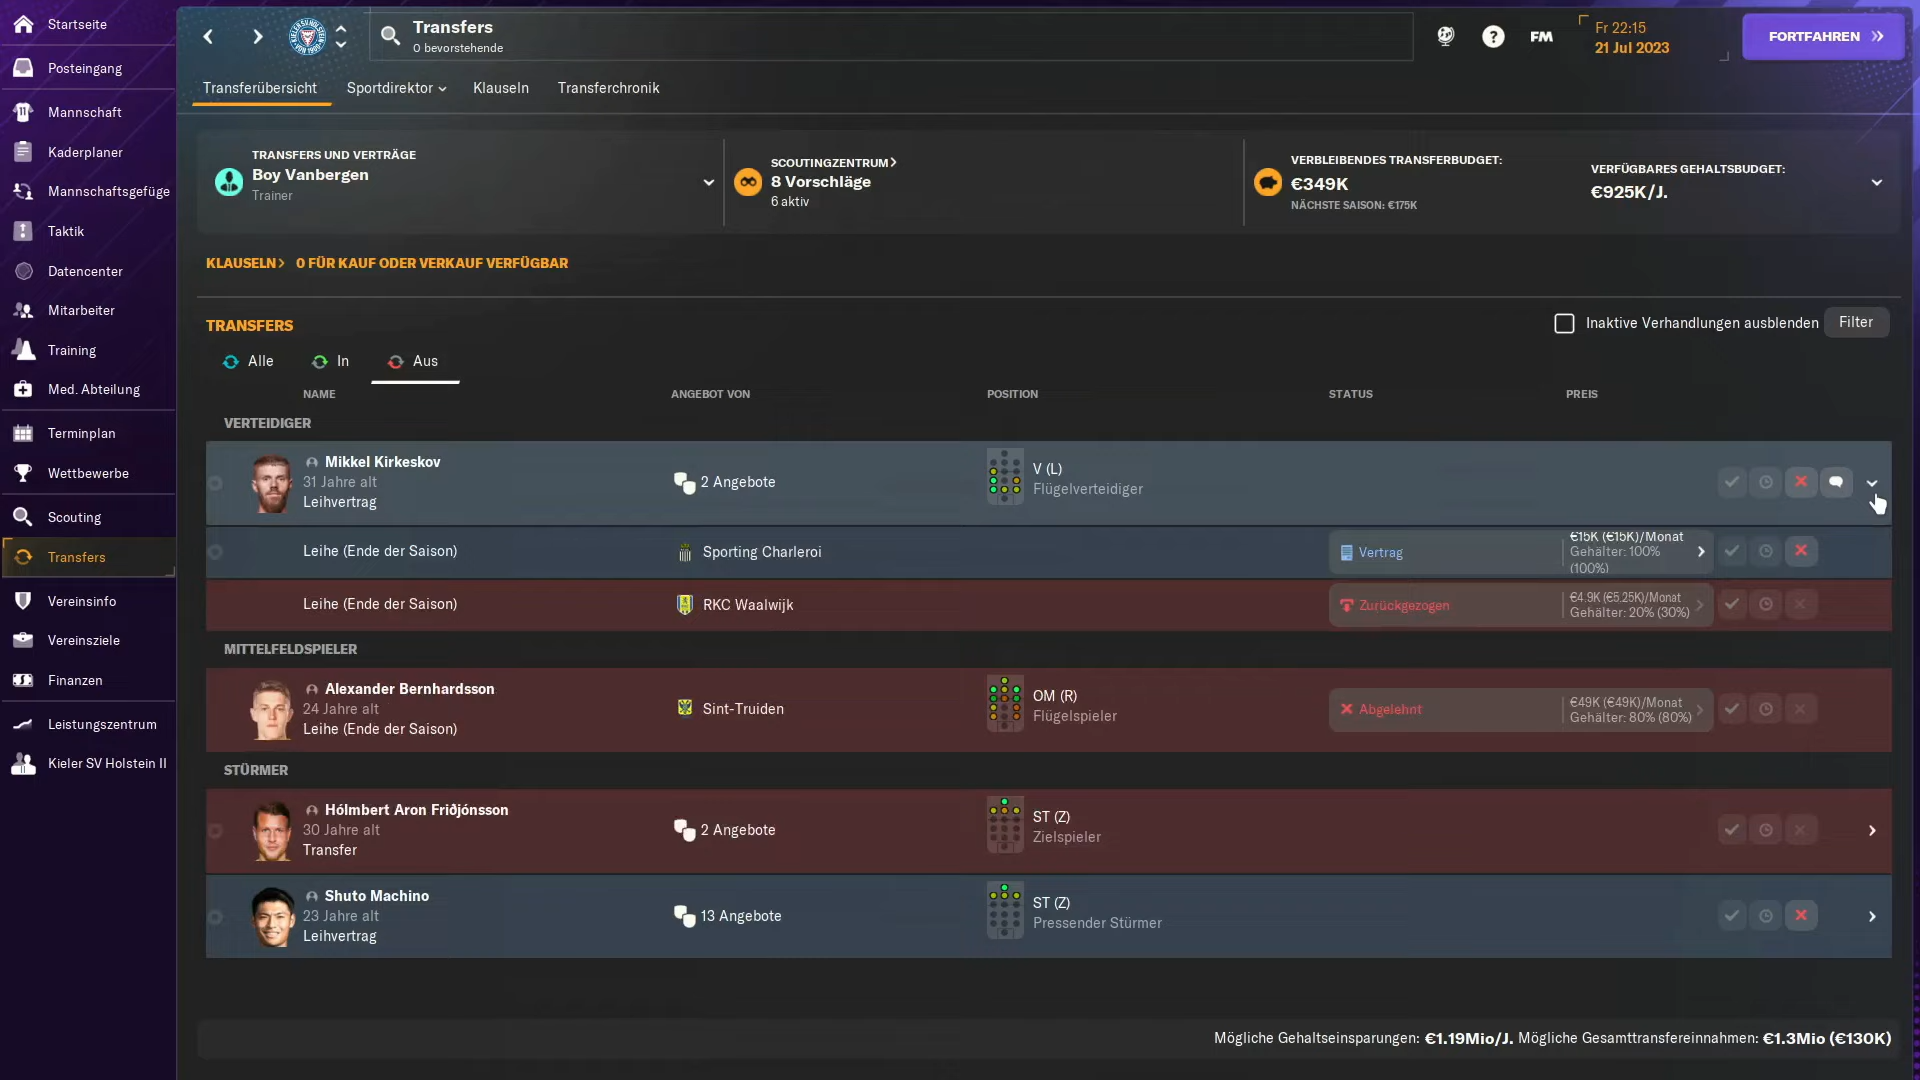 Startseite
Posteingang
Mannschaft
Kaderplaner
Mannschaftsgefüge
Taktik
Datencenter
Mitarbeiter
Training
Med. Abteilung
Terminplan
Wettbewerbe
Scouting
Transfers
Vereinsinfo
Vereinsziele
Finanzen
Leistungszentrum
Kieler SV Holstein II
Transfers
0 bevorstehende
FM
Fr 22:15
21 Jul 2023
FORTFAHREN
Transferübersicht Sportdirektor Klauseln Transferchronik
TRANSFERS UND VERTRÄGE
Boy Vanbergen
Trainer
SCOUTINGZENTRUM
8 Vorschläge
6 aktiv
VERBLEIBENDES TRANSFERBUDGET:
€349K
NÄCHSTE SAISON: €175K
VERFÜGBARES GEHALTSBUDGET:
€925K/J.
KLAUSELN 0 FÜR KAUF ODER VERKAUF VERFÜGBAR
TRANSFERS
Inaktive Verhandlungen ausblenden Filter
Alle In Aus
NAME ANGEBOT VON POSITION STATUS PREIS
VERTEIDIGER
Mikkel Kirkeskov
31 Jahre alt
Leihvertrag
2 Angebote
V (L)
Flügelverteidiger
Leihe (Ende der Saison) Sporting Charleroi Vertrag
€15K (€15K)/Monat
Gehälter: 100%
(100%)
Leihe (Ende der Saison) RKC Waalwijk Zurückgezogen
€4.9K (€5,25K)/Monat
Gehälter: 20% (30%)
MITTELFELDSPIELER
Alexander Bernhardsson
24 Jahre alt
Leihe (Ende der Saison)
Sint-Truiden
OM (R)
Flügelspieler
Abgelehnt
€49K (€49K)/Monat
Gehälter: 80% (80%)
STÜRMER
Hólmbert Aron Friðjónsson
30 Jahre alt
Transfer
2 Angebote
ST (Z)
Zielspieler
Shuto Machino
23 Jahre alt
Leihvertrag
13 Angebote
ST (Z)
Pressender Stürmer
Mögliche Gehaltseinsparungen: €1.19Mio/J. Mögliche Gesamttransfereinnahmen: €1.3Mio (€130K)